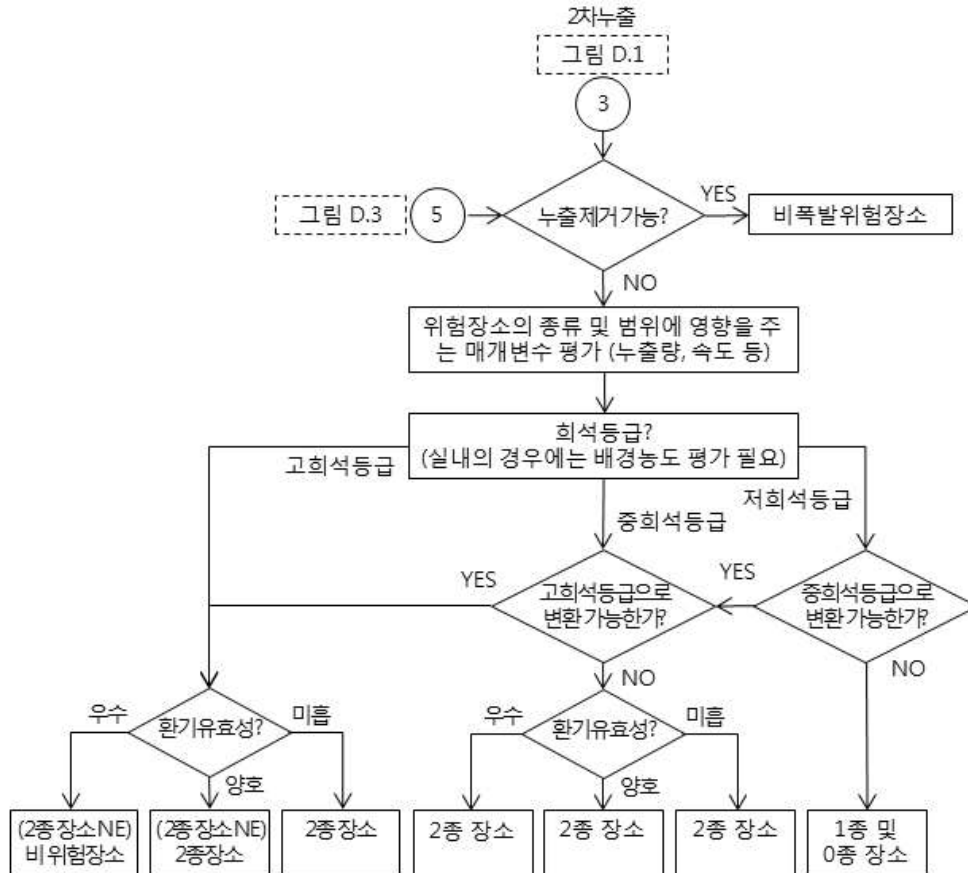 2차누출
그림 D.1
3
그림 D.3
5
누출제거가능?
YES
비폭발위험장소
NO
위험장소의 종류 및 범위에 영향을 주
는 매개변수 평가 (누출량, 속도 등)
희석등급?
(실내의 경우에는 배경농도 평가 필요)
고희석등급
중희석등급
저희석등급
YES
고희석등급으로
변환가능한가?
YES
중희석등급으로
변환가능한가?
NO
NO
우수
환기유효성?
미흡
양호
우수
환기유효성?
미흡
양호
(2종장소NE)
비위험장소
(2종장소NE)
2종장소
2종장소
2종 장소
2종 장소
2종 장소
1종 및
0종 장소